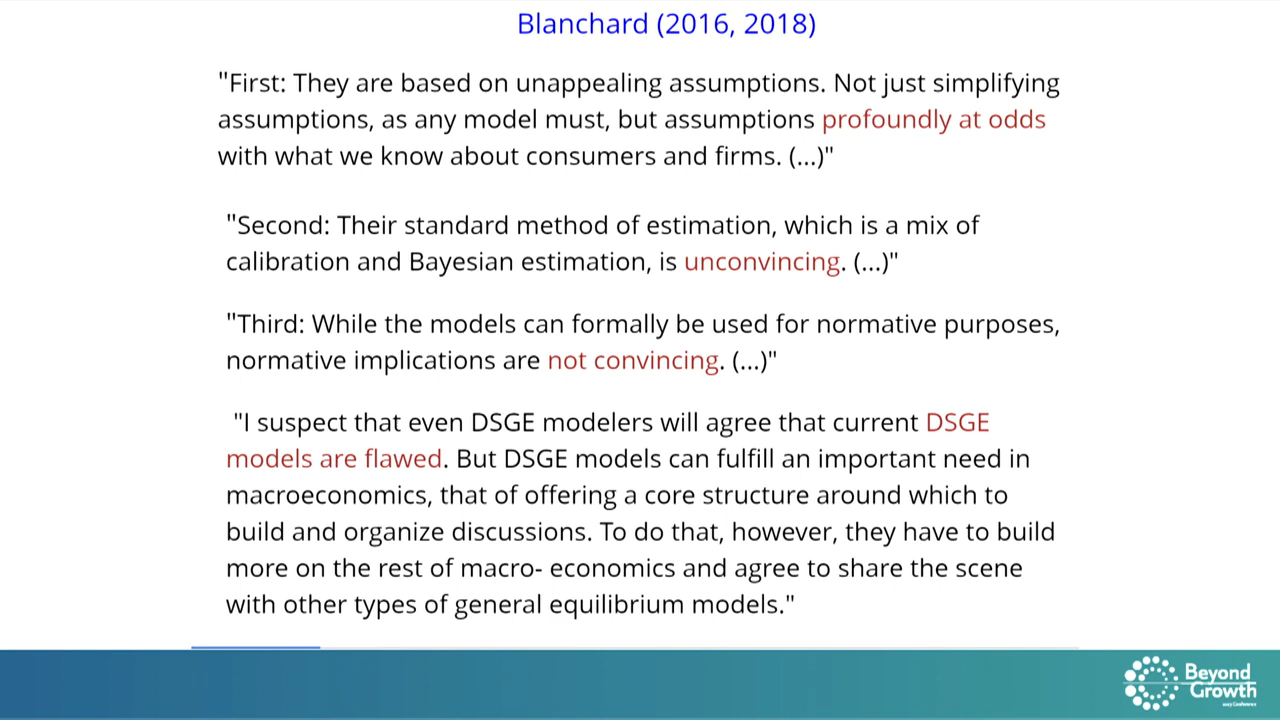 Blanchard (2016, 2018)
"First: They are based on unappealing assumptions. Not just simplifying
assumptions, as any model must, but assumptions profoundly at odds
with what we know about consumers and firms. (...)"
"Second: Their standard method of estimation, which is a mix of
calibration and Bayesian estimation, is unconvincing. (...)"
"Third: While the models can formally be used for normative purposes,
normative implications are not convincing. (...)"
"I suspect that even DSGE modelers will agree that current DSGE
models are flawed. But DSGE models can fulfill an important need in
macroeconomics, that of offering a core structure around which to
build and organize discussions. To do that, however, they have to build
more on the rest of macro- economics and agree to share the scene
with other types of general equilibrium models."
Beyond
Growth
Conference